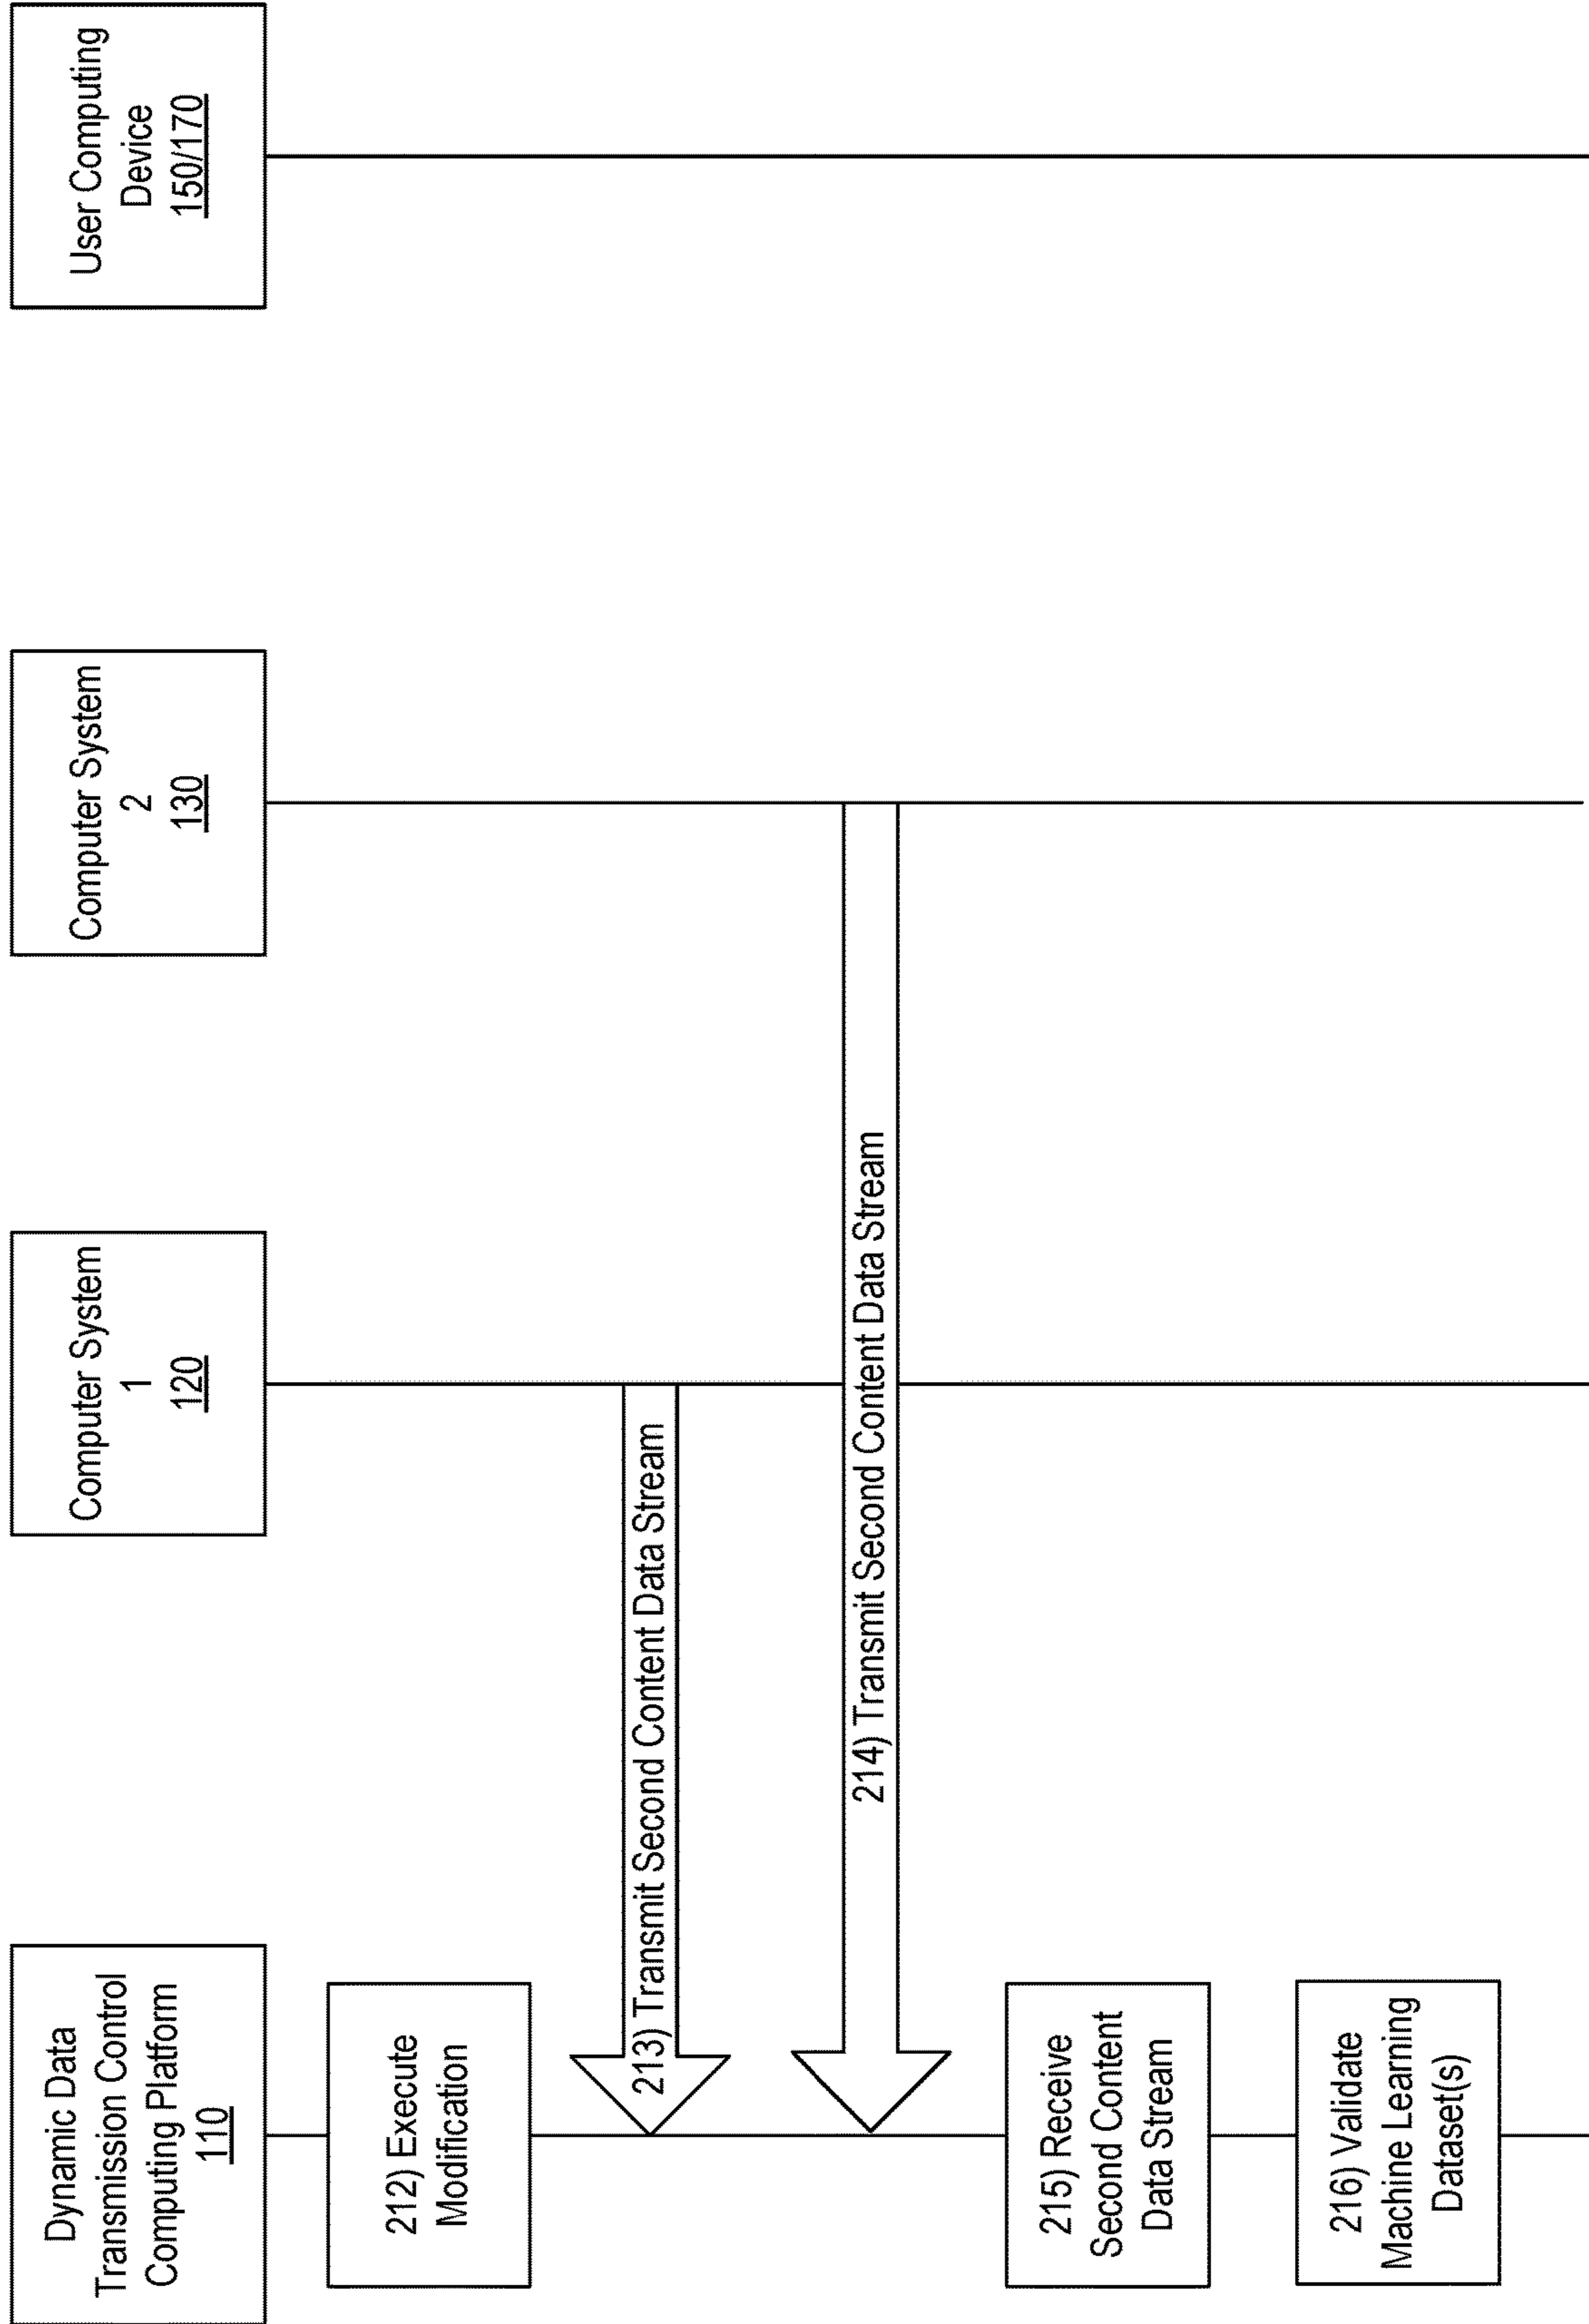 Dynamic Data
Transmission Control
Computing Platform
110
Computer System
1
120
Computer System
2
130
User Computing
Device
150/170
212) Execute
Modification
213) Transmit Second Content Data Stream
214) Transmit Second Content Data Stream
215) Receive
Second Content
Data Stream
216) Validate
Machine Learning
Dataset(s)